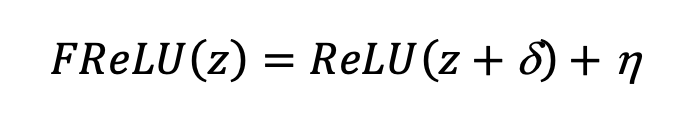 FReLU(z) = ReLU(z + δ) + η